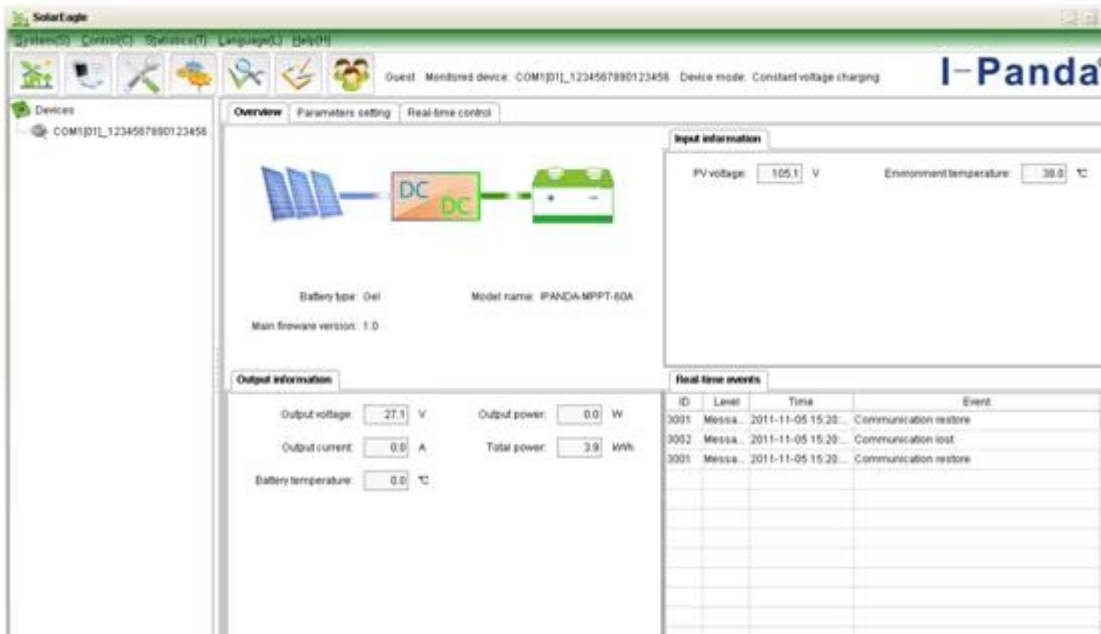 SolarEagle
System(S) Control(C) Statistics(T) Language(L) Help(H)
Guest Monitored device: COM1[01]_1234567890123456 Device mode: Constant voltage charging
I-Panda
Devices
COM1[01]_1234567890123456
Overview Parameters setting Real-time control
DC
DC
+ −
Battery type: Gel Model name: IPANDA-MPPT-60A
Main fireware version: 1.0
Input information
PV voltage: 105.1 V Environment temperature: 38.0 ℃
Output information
Output voltage: 27.1 V Output power: 0.0 W
Output current: 0.0 A Total power: 3.9 kWh
Battery temperature: 0.0 ℃
Real-time events
ID Level Time Event
3001 Messa... 2011-11-05 15:20:... Communication restore
3002 Messa... 2011-11-05 15:20:... Communication lost
3001 Messa... 2011-11-05 15:20:... Communication restore